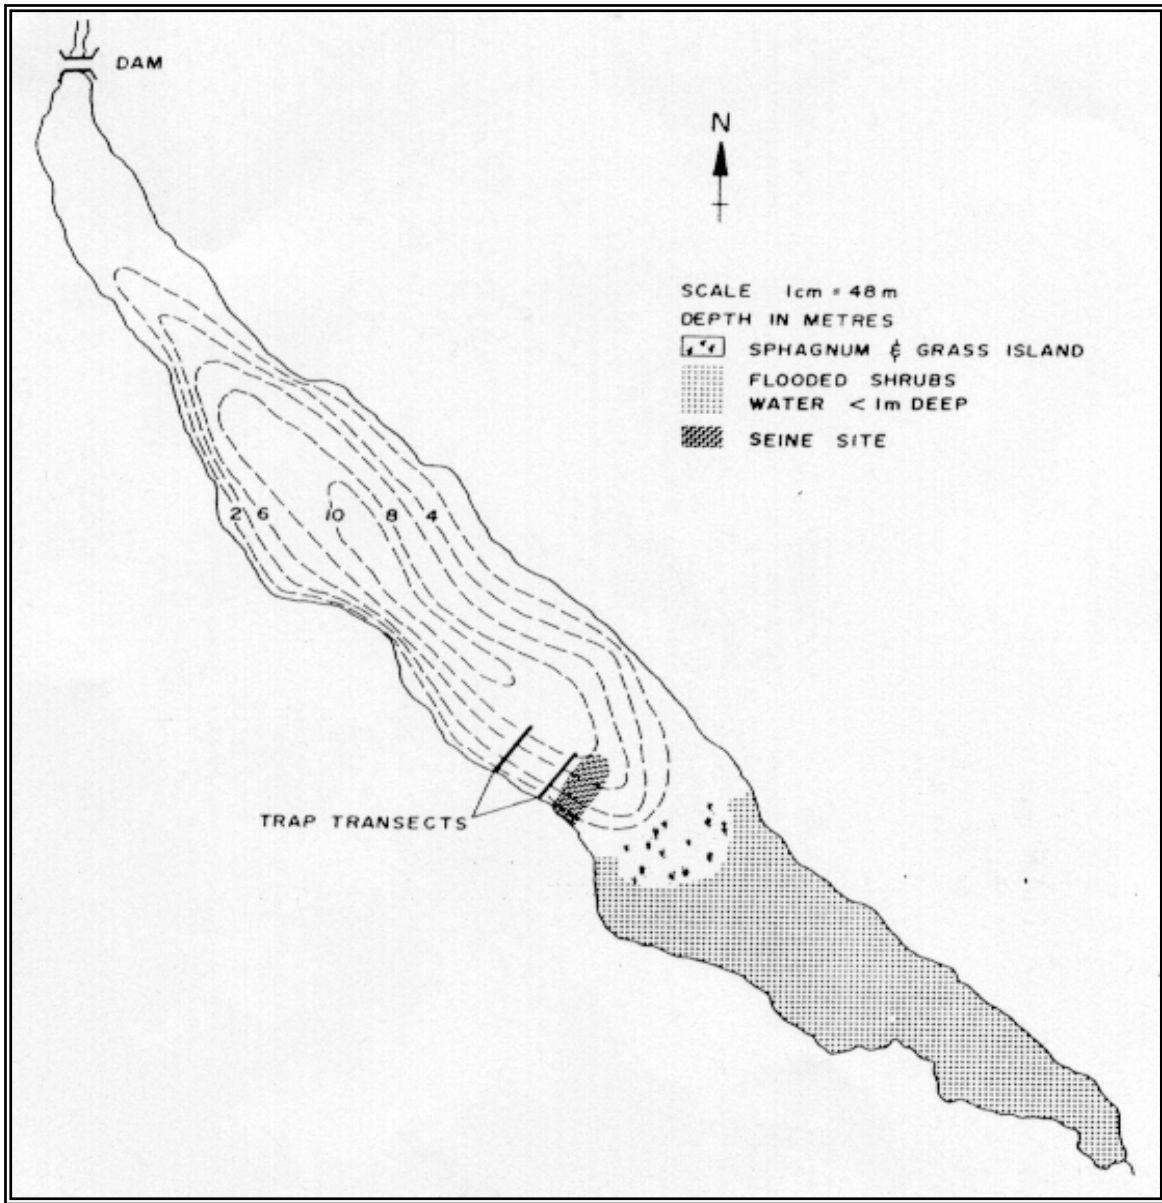 DAM
N
SCALE 1cm = 48 m
DEPTH IN METRES
SPHAGNUM & GRASS ISLAND
FLOODED SHRUBS
WATER < 1m DEEP
SEINE SITE
2 6 10 8 4
TRAP TRANSECTS